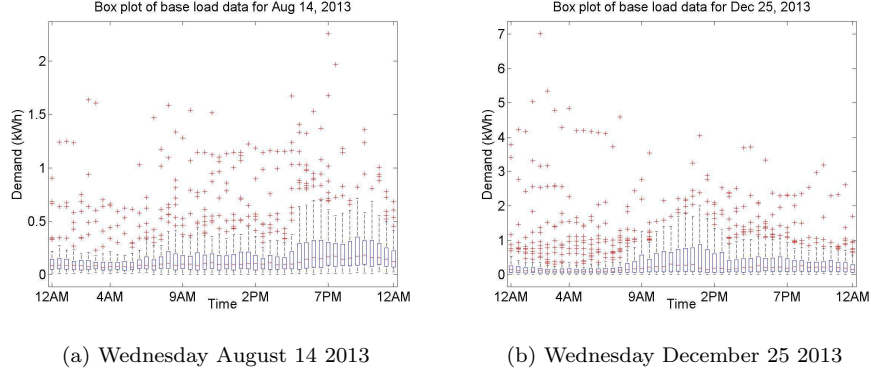 Box plot of base load data for Aug 14, 2013
Demand (kWh)
2
1.5
1
0.5
0
12AM 4AM 9AM 2PM 7PM 12AM
Time
(a) Wednesday August 14 2013
Box plot of base load data for Dec 25, 2013
Demand (kWh)
7
6
5
4
3
2
1
0
12AM 4AM 9AM 2PM 7PM 12AM
Time
(b) Wednesday December 25 2013